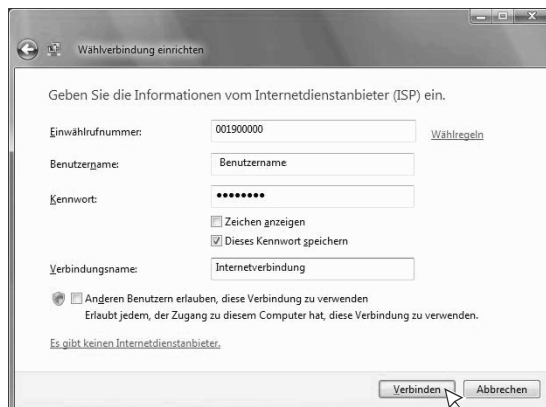 Wählverbindung einrichten
Geben Sie die Informationen vom Internetdienstanbieter (ISP) ein.
Einwählrufnummer: 001900000 Wählregeln
Benutzername: Benutzername
Kennwort: ••••••••
Zeichen anzeigen
Dieses Kennwort speichern
Verbindungsname: Internetverbindung
Anderen Benutzern erlauben, diese Verbindung zu verwenden
Erlaubt jedem, der Zugang zu diesem Computer hat, diese Verbindung zu verwenden.
Es gibt keinen Internetdienstanbieter.
Verbinden Abbrechen